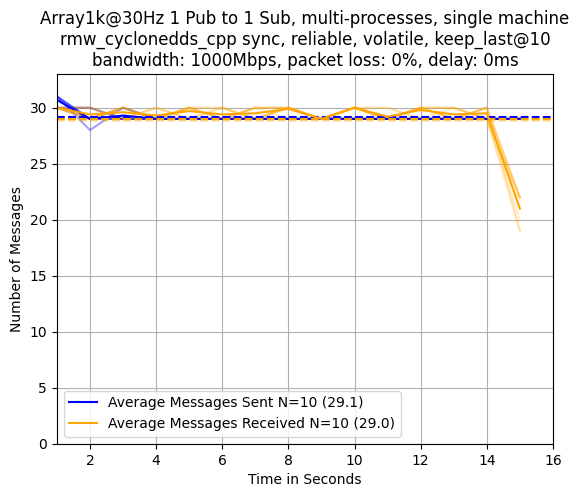 Array1k@30Hz 1 Pub to 1 Sub, multi-processes, single machine
rmw_cyclonedds_cpp sync, reliable, volatile, keep_last@10
bandwidth: 1000Mbps, packet loss: 0%, delay: 0ms
30
25
20
15
10
5
0
Number of Messages
Average Messages Sent N=10 (29.1)
Average Messages Received N=10 (29.0)
2 4 6 8 10 12 14 16
Time in Seconds